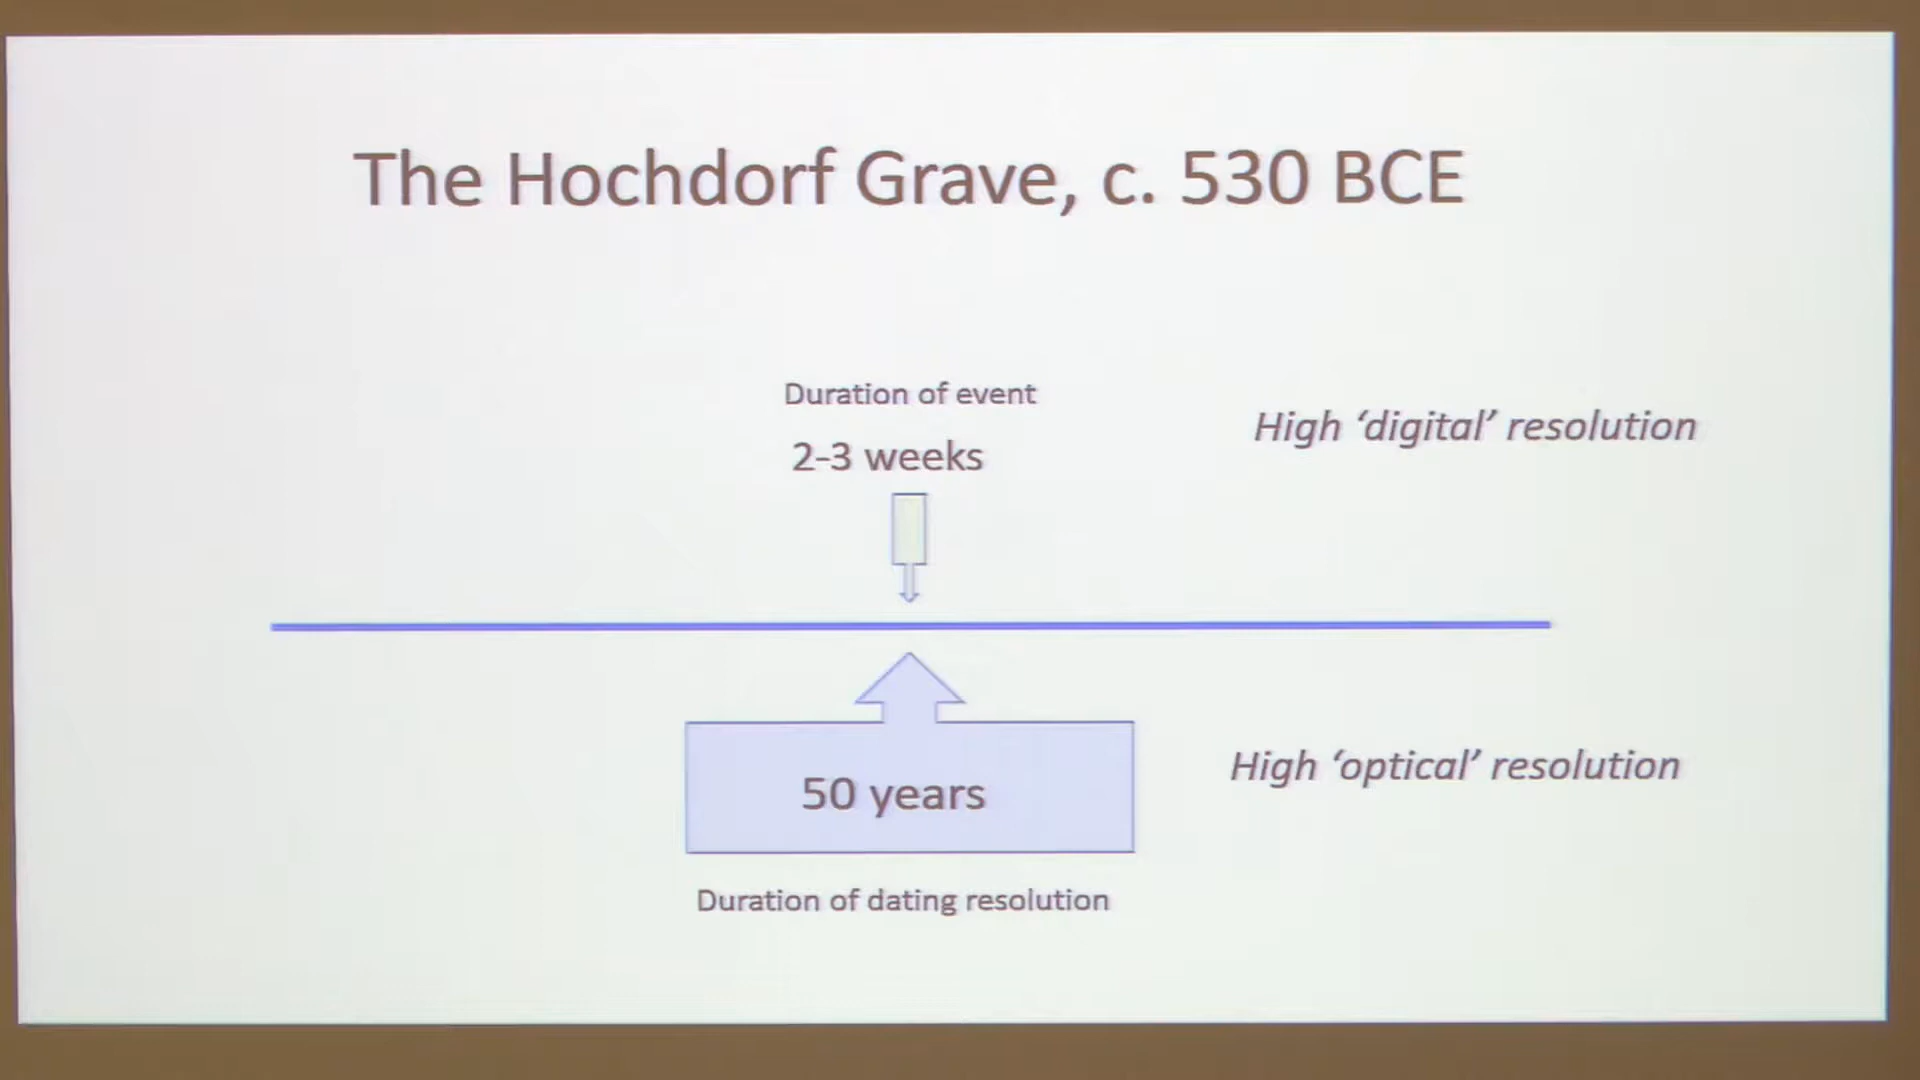 The Hochdorf Grave, c. 530 BCE
Duration of event
2-3 weeks
High ‘digital’ resolution
50 years
High ‘optical’ resolution
Duration of dating resolution